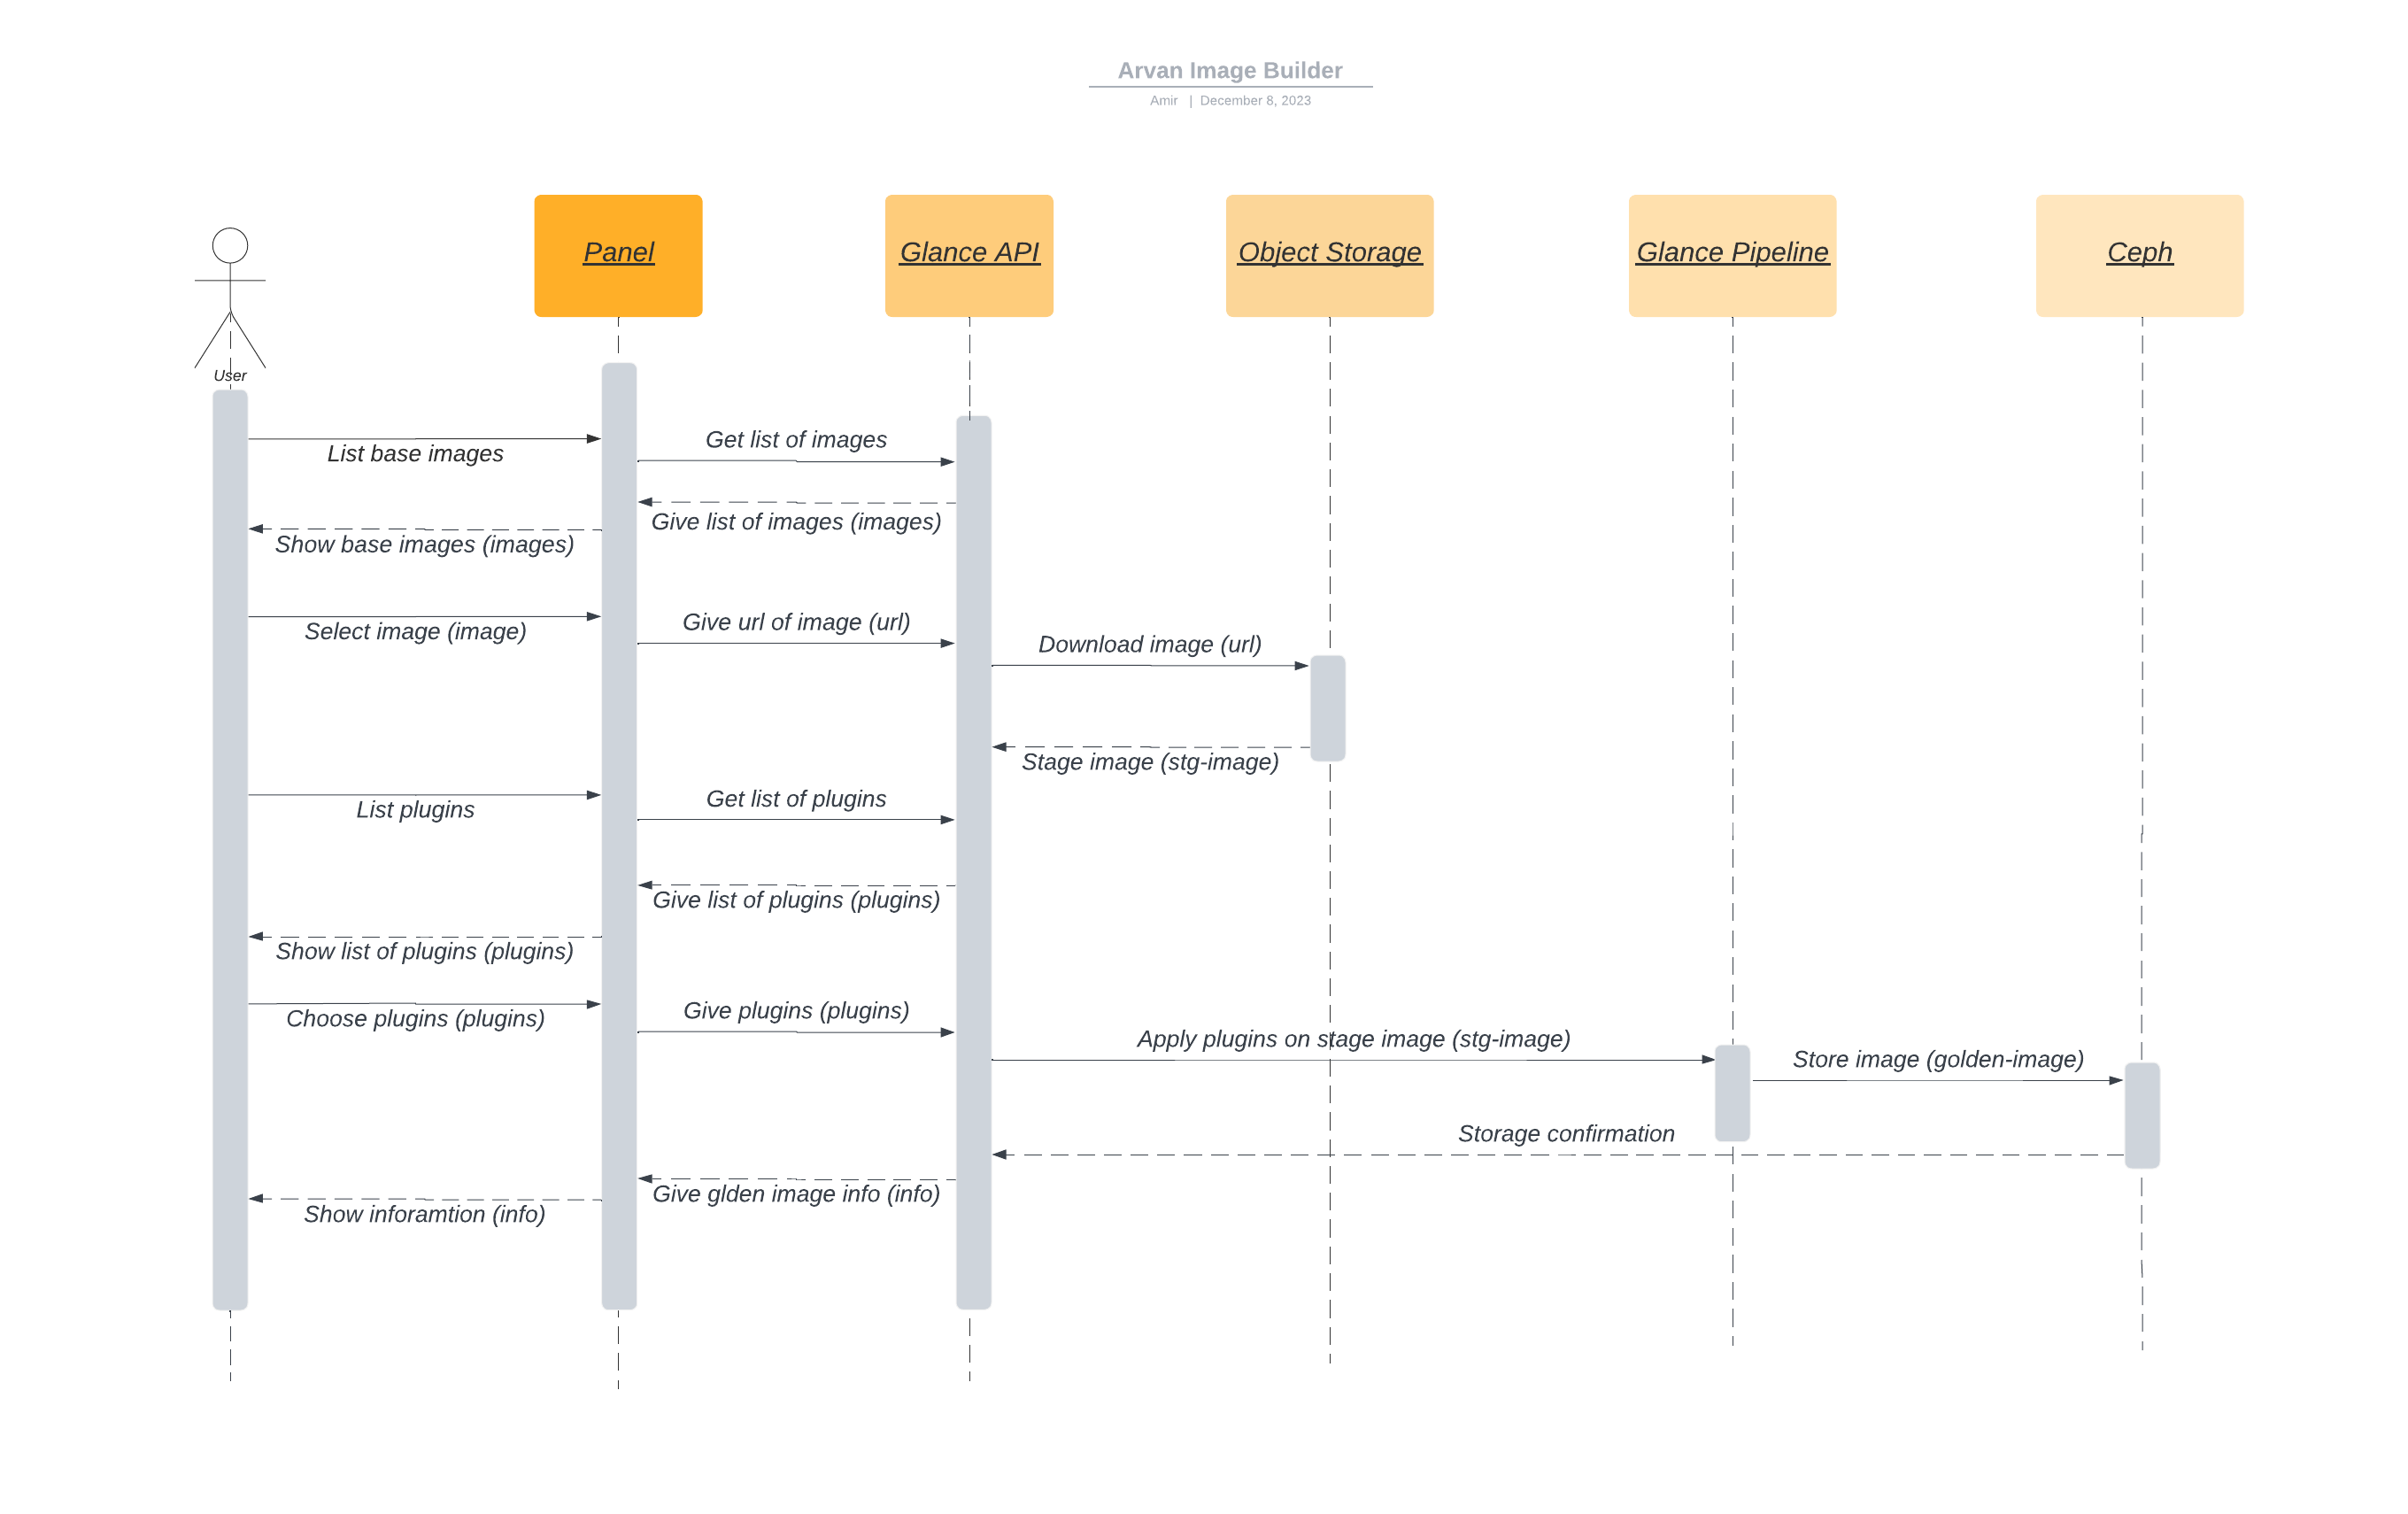 Arvan Image Builder
Amir | December 8, 2023
Panel
Glance API
Object Storage
Glance Pipeline
Ceph
User
List base images
Get list of images
Give list of images (images)
Show base images (images)
Select image (image)
Give url of image (url)
Download image (url)
Stage image (stg-image)
List plugins
Get list of plugins
Give list of plugins (plugins)
Show list of plugins (plugins)
Choose plugins (plugins)
Give plugins (plugins)
Apply plugins on stage image (stg-image)
Store image (golden-image)
Storage confirmation
Give glden image info (info)
Show inforamtion (info)